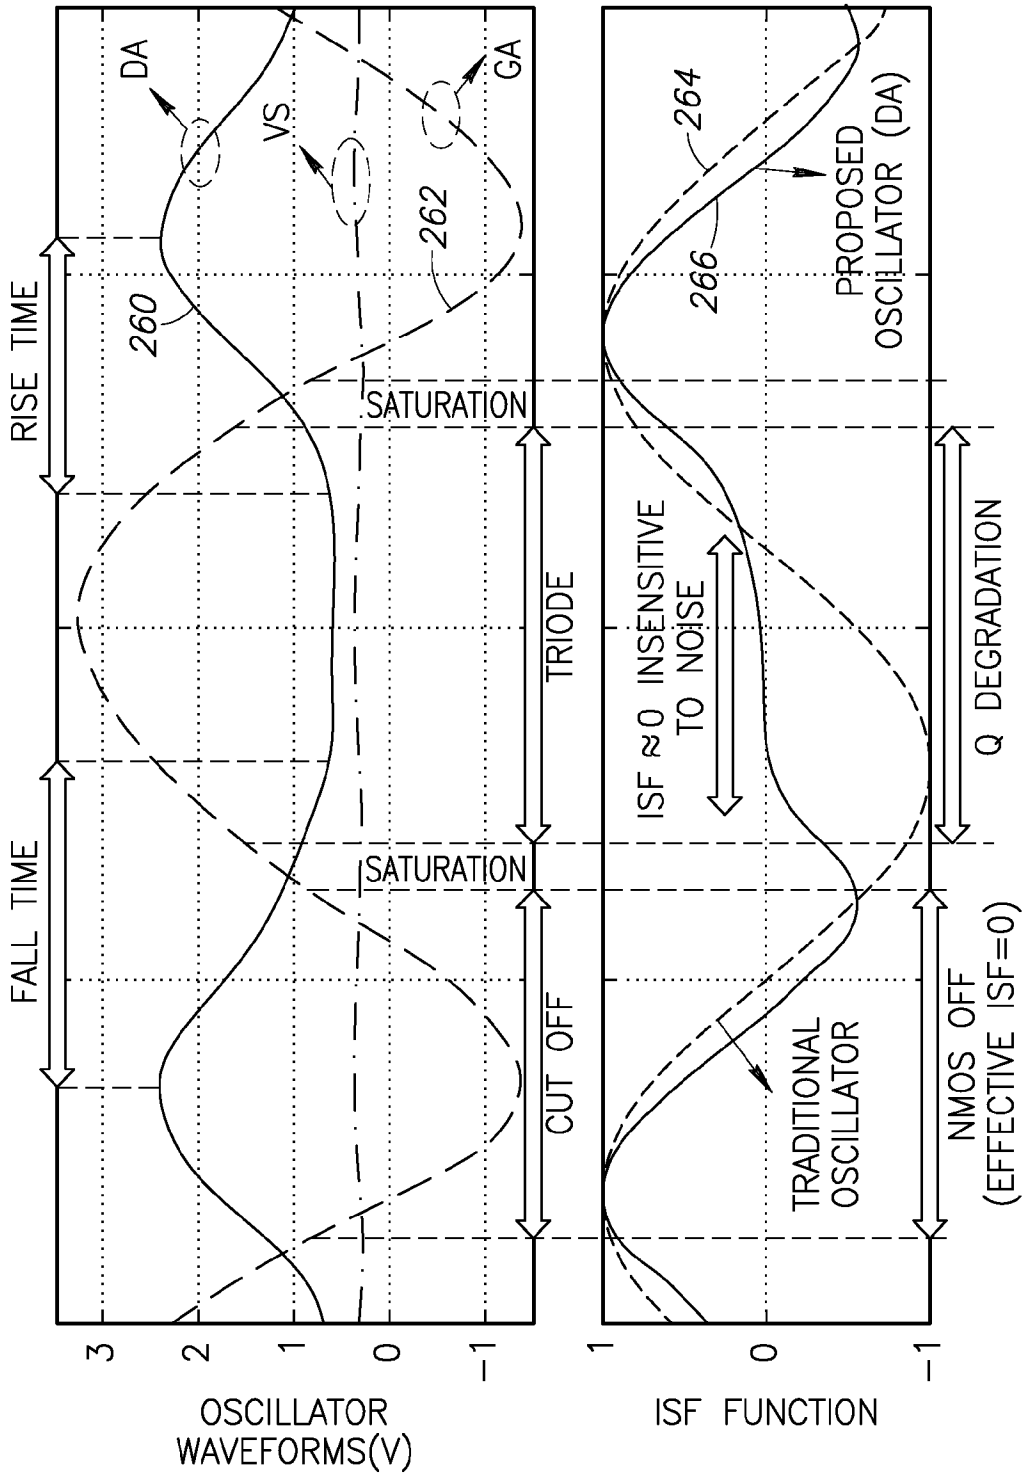 FALL TIME
RISE TIME
OSCILLATOR
WAVEFORMS(V)
3
2
1
0
-1
260
DA
VS
262
GA
SATURATION
SATURATION
CUT OFF
TRIODE
ISF FUNCTION
1
0
-1
ISF ≈0 INSENSITIVE
TO NOISE
264
266
TRADITIONAL
OSCILLATOR
PROPOSED
OSCILLATOR (DA)
NMOS OFF
(EFFECTIVE ISF=0)
Q DEGRADATION